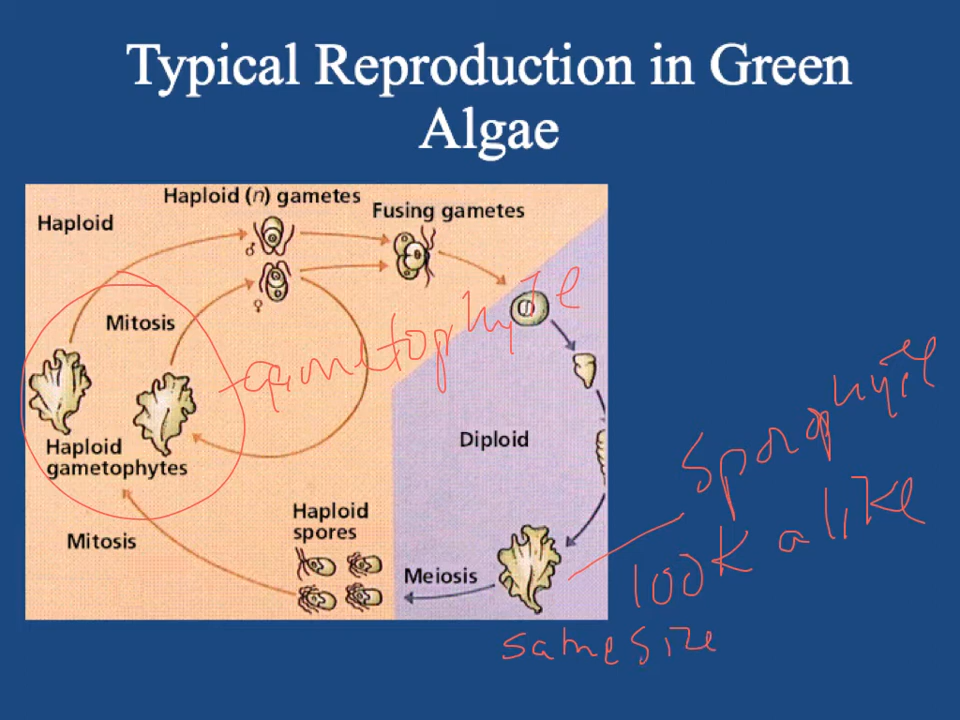 Typical Reproduction in Green
Algae
Haploid (n) gametes
Fusing gametes
Haploid
♂
♀
Mitosis
gametophyte
Haploid
gametophytes
Diploid
sporophyte
look alike
Haploid
spores
Mitosis
Meiosis
same size